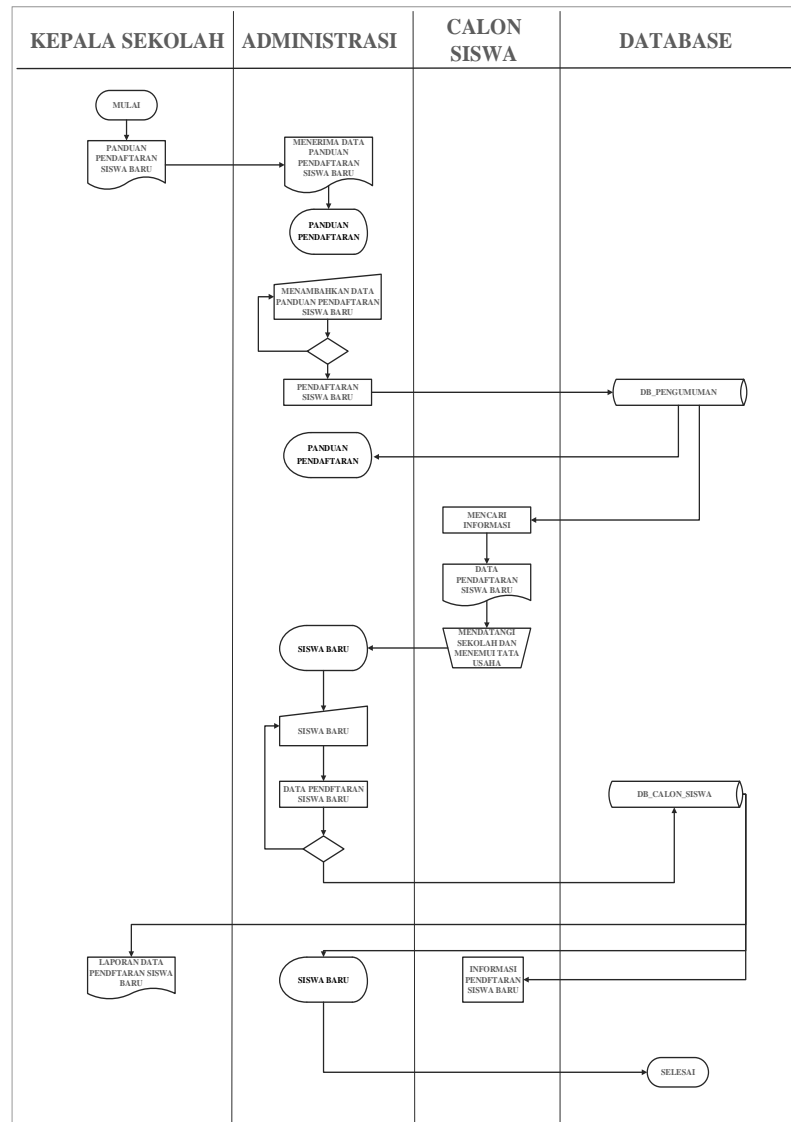 KEPALA SEKOLAH
ADMINISTRASI
CALON
SISWA
DATABASE
MULAI
PANDUAN
PENDAFTARAN
SISWA BARU
MENERIMA DATA
PANDUAN
PENDAFTARAN
SISWA BARU
PANDUAN
PENDAFTARAN
MENAMBAHKAN DATA
PANDUAN PENDAFTARAN
SISWA BARU
PENDAFTARAN
SISWA BARU
DB_PENGUMUMAN
PANDUAN
PENDAFTARAN
MENCARI
INFORMASI
DATA
PENDAFTARAN
SISWA BARU
MENDATANGI
SEKOLAH DAN
MENEMUI TATA
USAHA
SISWA BARU
SISWA BARU
DATA PENDFTARAN
SISWA BARU
DB_CALON_SISWA
LAPORAN DATA
PENDFTARAN SISWA
BARU
SISWA BARU
INFORMASI
PENDFTARAN
SISWA BARU
SELESAI